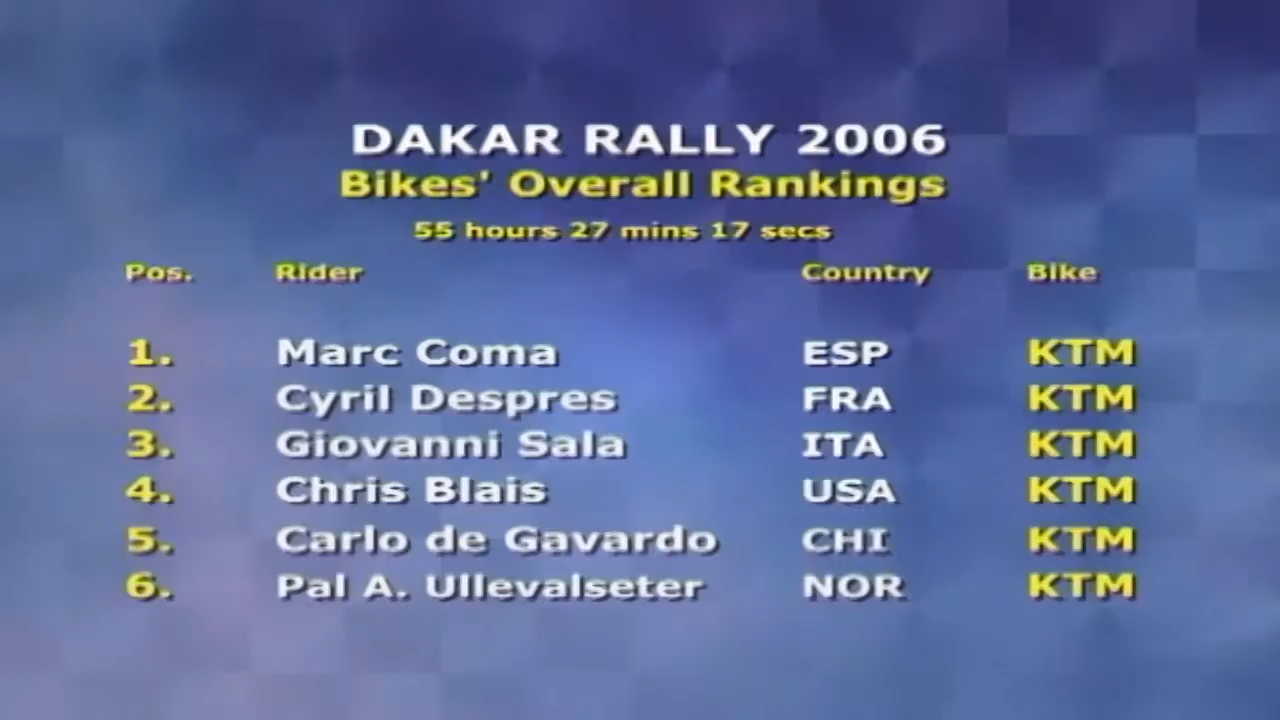 DAKAR RALLY 2006
Bikes' Overall Rankings
55 hours 27 mins 17 secs
Pos. Rider Country Bike
1. Marc Coma ESP KTM
2. Cyril Despres FRA KTM
3. Giovanni Sala ITA KTM
4. Chris Blais USA KTM
5. Carlo de Gavardo CHI KTM
6. Pal A. Ullevalseter NOR KTM